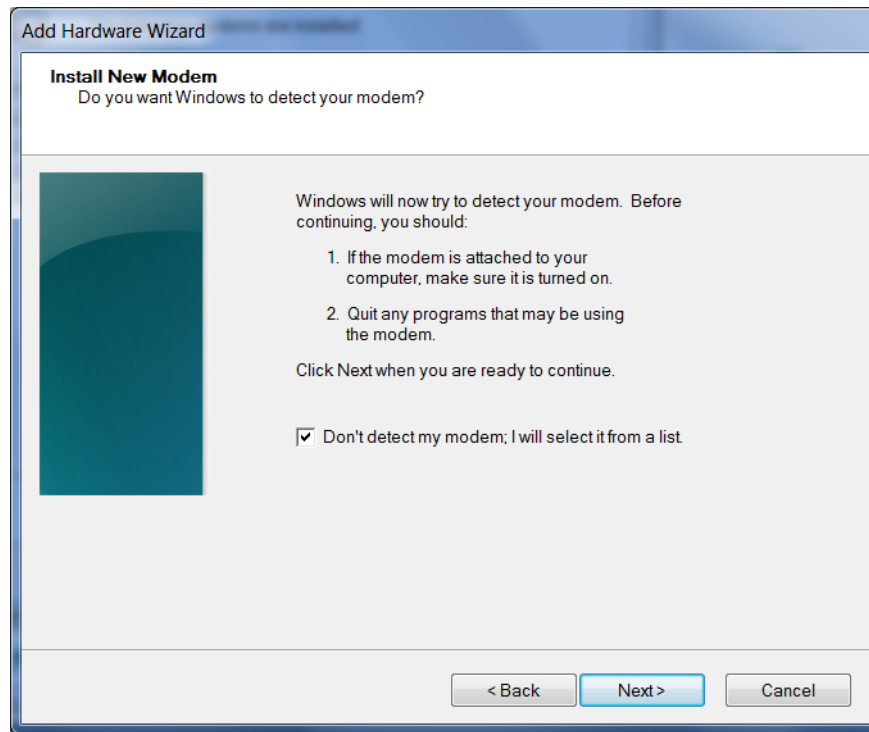 Add Hardware Wizard
Install New Modem
Do you want Windows to detect your modem?
Windows will now try to detect your modem. Before
continuing, you should:
1. If the modem is attached to your
computer, make sure it is turned on.
2. Quit any programs that may be using
the modem.
Click Next when you are ready to continue.
Don't detect my modem; I will select it from a list.
< Back
Next >
Cancel